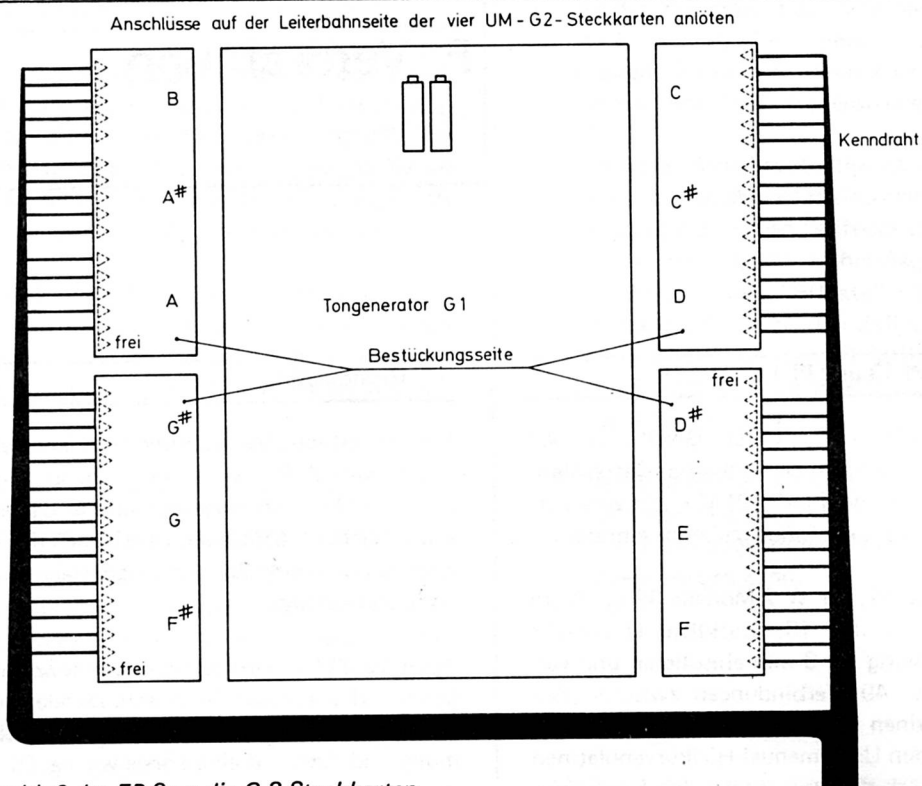 Anschlüsse auf der Leiterbahnseite der vier UM-G2-Steckkarten anlöten
B
C
Kenndraht
A#
C#
A
D
Tongenerator G1
frei
Bestückungsseite
frei
G#
D#
G
E
F#
F
frei